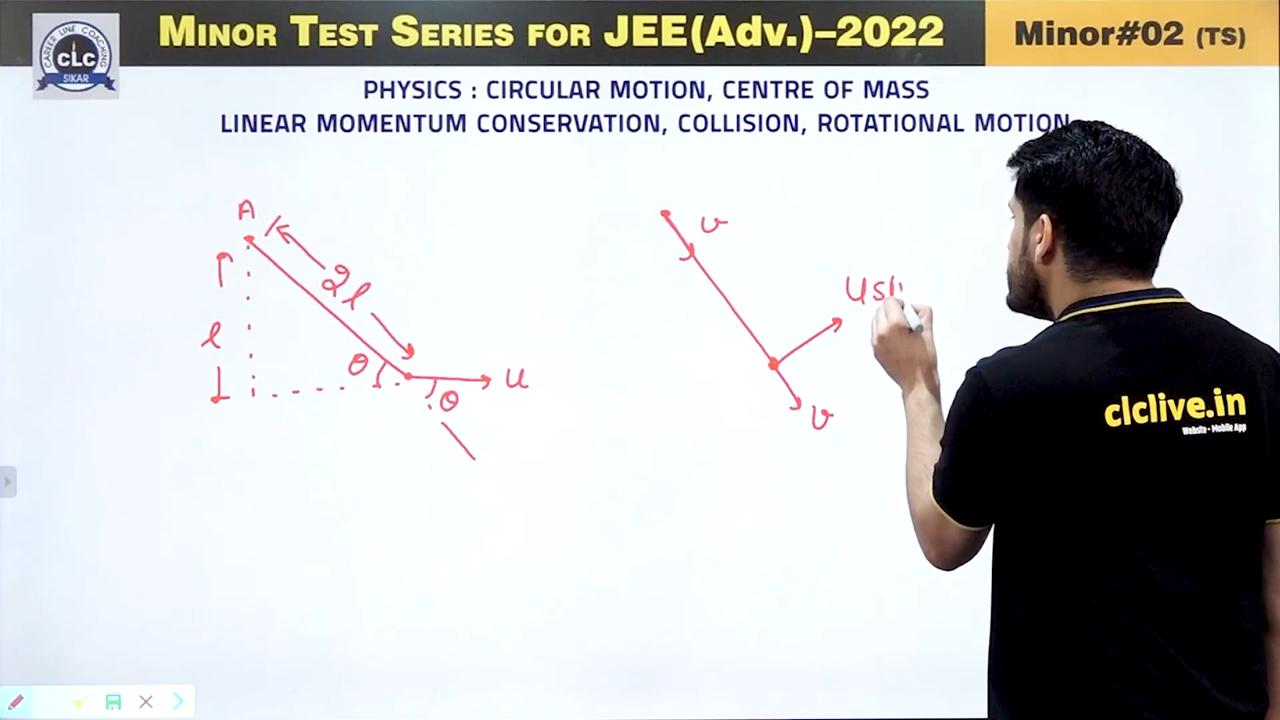 MINOR TEST SERIES FOR JEE(Adv.)–2022
Minor#02 (TS)
CAREER LINE COACHING
CLC
SIKAR
PHYSICS : CIRCULAR MOTION, CENTRE OF MASS
LINEAR MOMENTUM CONSERVATION, COLLISION, ROTATIONAL MOTION
A
2l
l
θ
u
θ
v
usi
v
clclive.in
Website - Mobile App